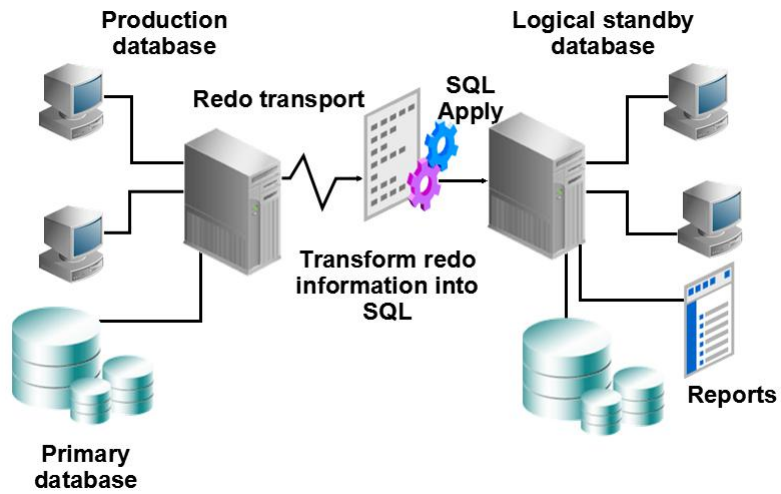 Production
database
Logical standby
database
Redo transport
SQL
Apply
Transform redo
information into
SQL
Reports
Primary
database